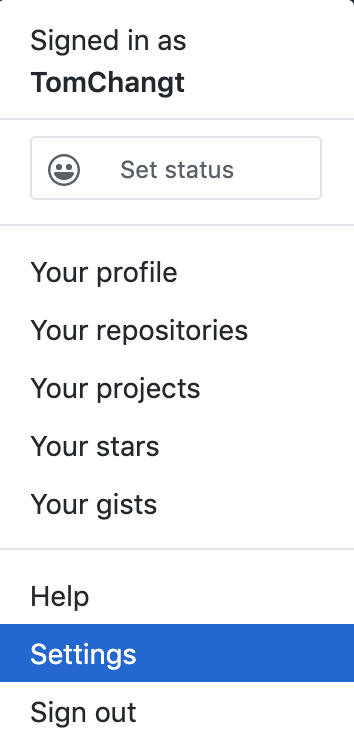 Signed in as
TomChangt
Set status
Your profile
Your repositories
Your projects
Your stars
Your gists
Help
Settings
Sign out